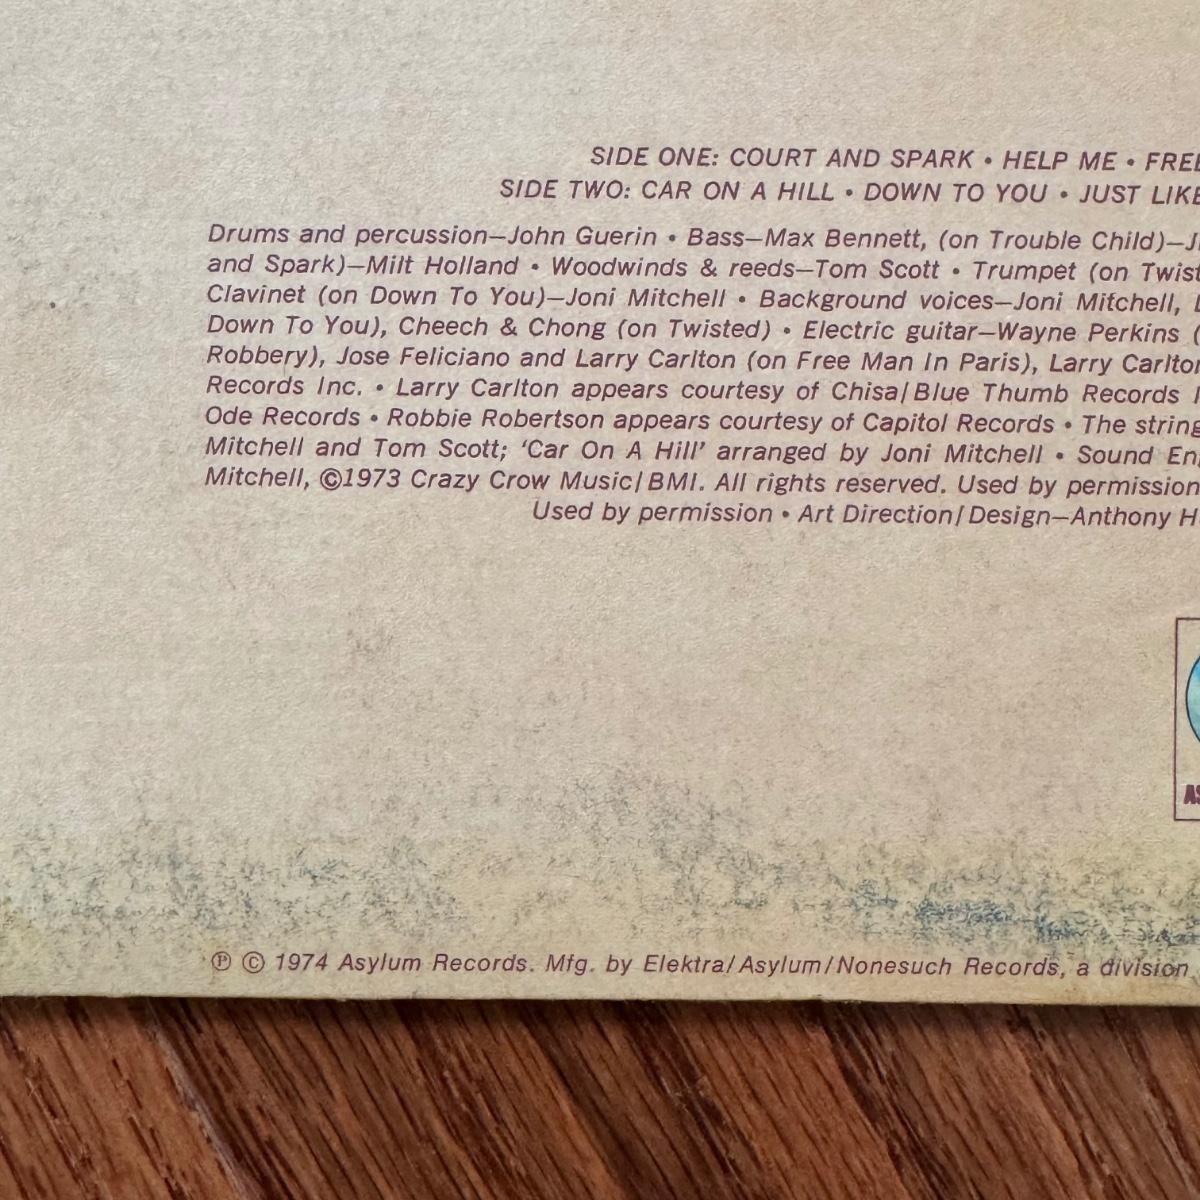 SIDE ONE: COURT AND SPARK • HELP ME • FREE
SIDE TWO: CAR ON A HILL • DOWN TO YOU • JUST LIKE
Drums and percussion—John Guerin • Bass—Max Bennett, (on Trouble Child)—
and Spark)—Milt Holland • Woodwinds & reeds—Tom Scott • Trumpet (on Twist
Clavinet (on Down To You)—Joni Mitchell • Background voices—Joni Mitchell,
Down To You), Cheech & Chong (on Twisted) • Electric guitar—Wayne Perkins (
Robbery), Jose Feliciano and Larry Carlton (on Free Man In Paris), Larry Carlton
Records Inc. • Larry Carlton appears courtesy of Chisa/Blue Thumb Records
Ode Records • Robbie Robertson appears courtesy of Capitol Records • The string
Mitchell and Tom Scott; 'Car On A Hill' arranged by Joni Mitchell • Sound En
Mitchell, ©1973 Crazy Crow Music/BMI. All rights reserved. Used by permission
Used by permission • Art Direction/Design—Anthony H
AS
℗ © 1974 Asylum Records. Mfg. by Elektra/Asylum/Nonesuch Records, a division